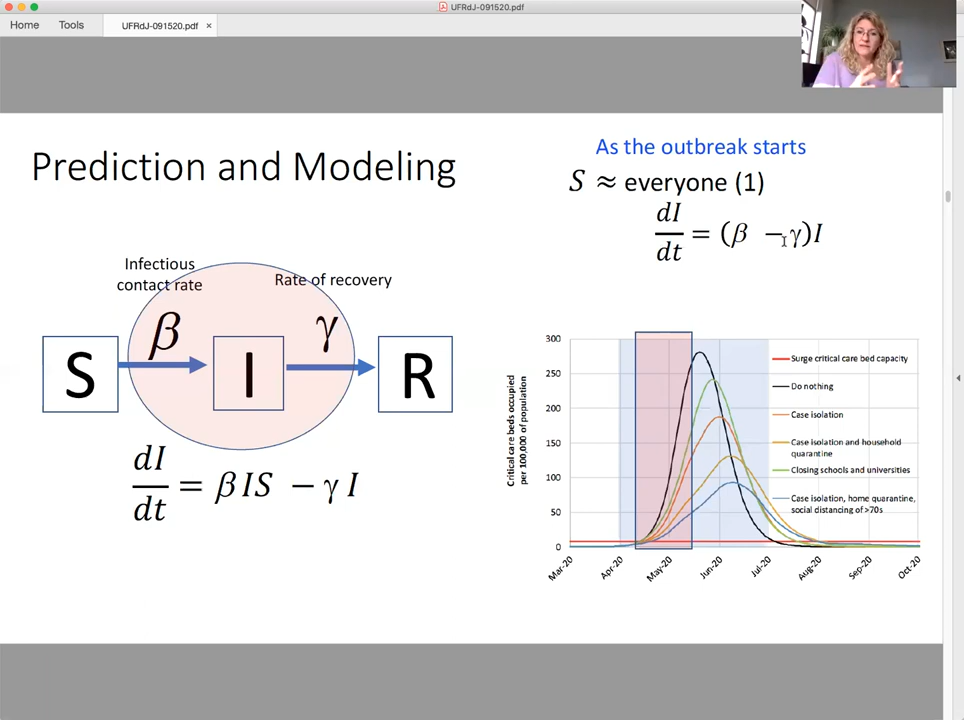 UFRdJ-091520.pdf
Home Tools UFRdJ-091520.pdf ×
Prediction and Modeling
As the outbreak starts
S ≈ everyone (1)
dI/dt = (β − γ)I
Infectious
contact rate
Rate of recovery
β
γ
S
I
R
dI/dt = βIS − γI
Critical care beds occupied
per 100,000 of population
300
250
200
150
100
50
0
Mar-20
Apr-20
May-20
Jun-20
Jul-20
Aug-20
Sep-20
Oct-20
Surge critical care bed capacity
Do nothing
Case isolation
Case isolation and household
quarantine
Closing schools and universities
Case isolation, home quarantine,
social distancing of >70s